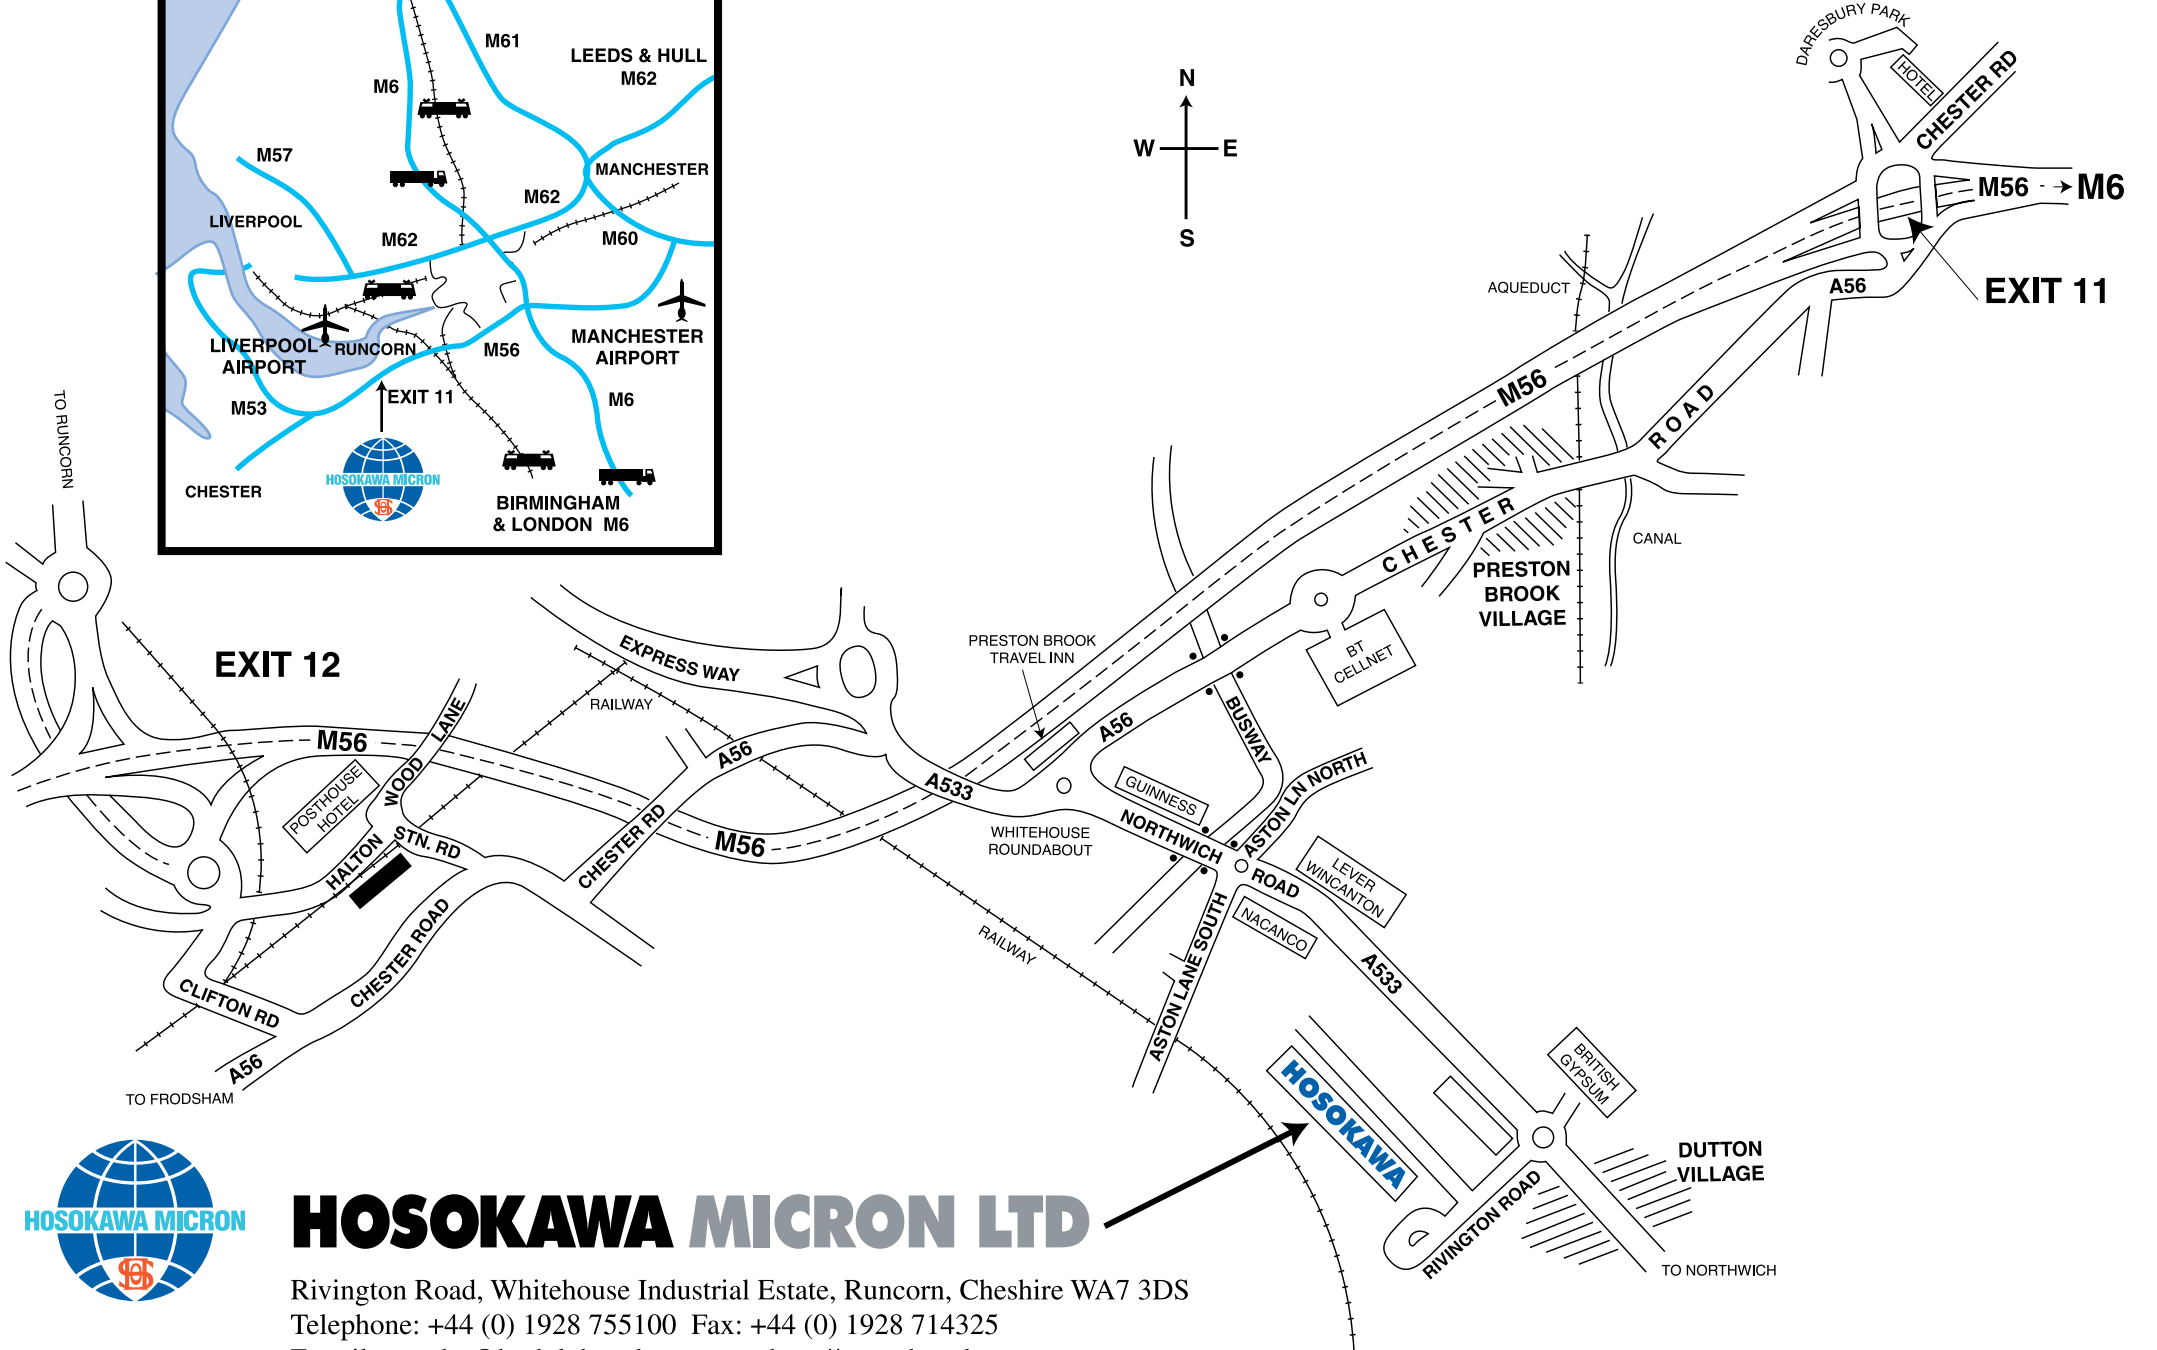 M61
LEEDS & HULL
M62
M6
M57
MANCHESTER
M62
LIVERPOOL
M62
M60
LIVERPOOL
AIRPORT
RUNCORN
M56
MANCHESTER
AIRPORT
M53
EXIT 11
M6
HOSOKAWA MICRON
CHESTER
BIRMINGHAM
& LONDON M6
N
W
E
S
DARESBURY PARK
HOTEL
CHESTER RD
M56
M6
EXIT 11
A56
AQUEDUCT
M56
ROAD
CHESTER
CANAL
PRESTON
BROOK
VILLAGE
BT
CELLNET
TO RUNCORN
EXIT 12
EXPRESS WAY
RAILWAY
PRESTON BROOK
TRAVEL INN
A56
BUSWAY
M56
WOOD LANE
POSTHOUSE
HOTEL
A56
A533
GUINNESS
ASTON LN NORTH
WHITEHOUSE
ROUNDABOUT
NORTHWICH
ROAD
HALTON
STN. RD
CHESTER RD
M56
LEVER
WINCANTON
NACANCO
CHESTER ROAD
RAILWAY
ASTON LANE SOUTH
A533
CLIFTON RD
A56
TO FRODSHAM
BRITISH
GYPSUM
HOSOKAWA
DUTTON
VILLAGE
RIVINGTON ROAD
TO NORTHWICH
HOSOKAWA MICRON
HOSOKAWA MICRON LTD
Rivington Road, Whitehouse Industrial Estate, Runcorn, Cheshire WA7 3DS
Telephone: +44 (0) 1928 755100 Fax: +44 (0) 1928 714325